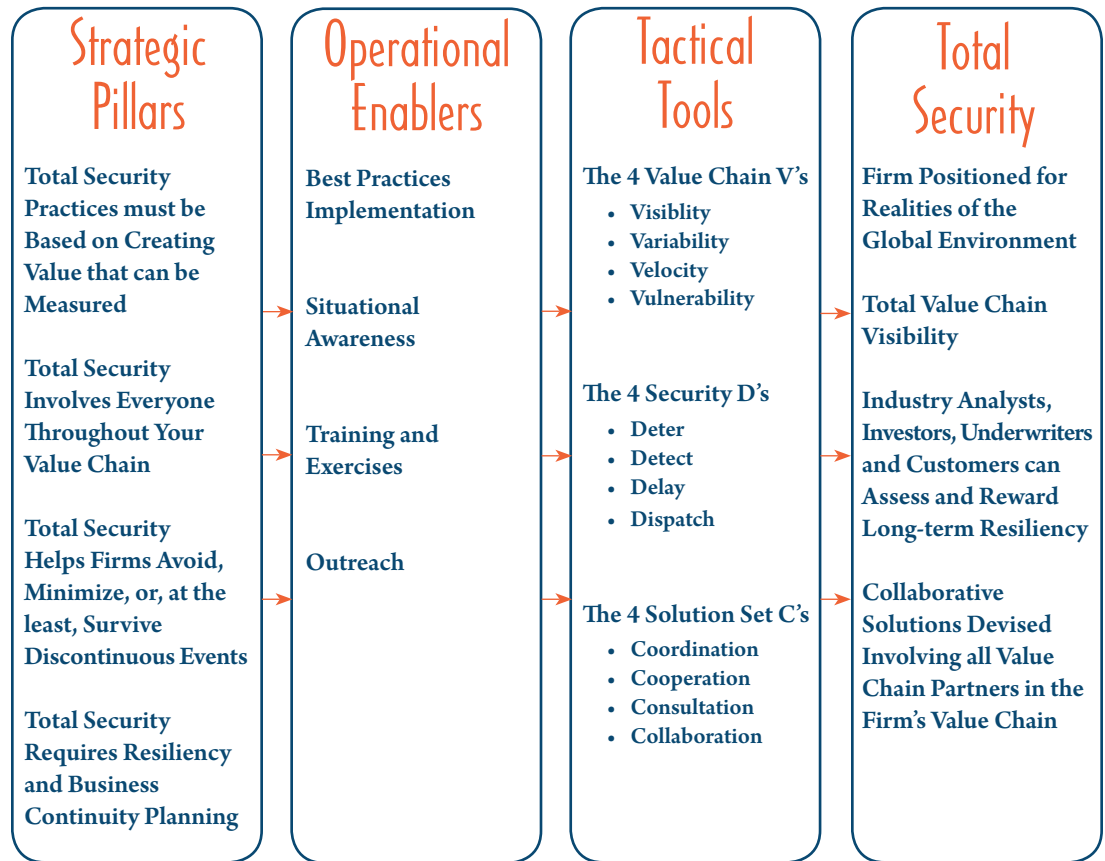 Strategic
Pillars
Total Security
Practices must be
Based on Creating
Value that can be
Measured
Total Security
Involves Everyone
Throughout Your
Value Chain
Total Security
Helps Firms Avoid,
Minimize, or, at the
least, Survive
Discontinuous Events
Total Security
Requires Resiliency
and Business
Continuity Planning
Operational
Enablers
Best Practices
Implementation
Situational
Awareness
Training and
Exercises
Outreach
Tactical
Tools
The 4 Value Chain V's
• Visiblity
• Variability
• Velocity
• Vulnerability
The 4 Security D's
• Deter
• Detect
• Delay
• Dispatch
The 4 Solution Set C's
• Coordination
• Cooperation
• Consultation
• Collaboration
Total
Security
Firm Positioned for
Realities of the
Global Environment
Total Value Chain
Visibility
Industry Analysts,
Investors, Underwriters
and Customers can
Assess and Reward
Long-term Resiliency
Collaborative
Solutions Devised
Involving all Value
Chain Partners in the
Firm's Value Chain